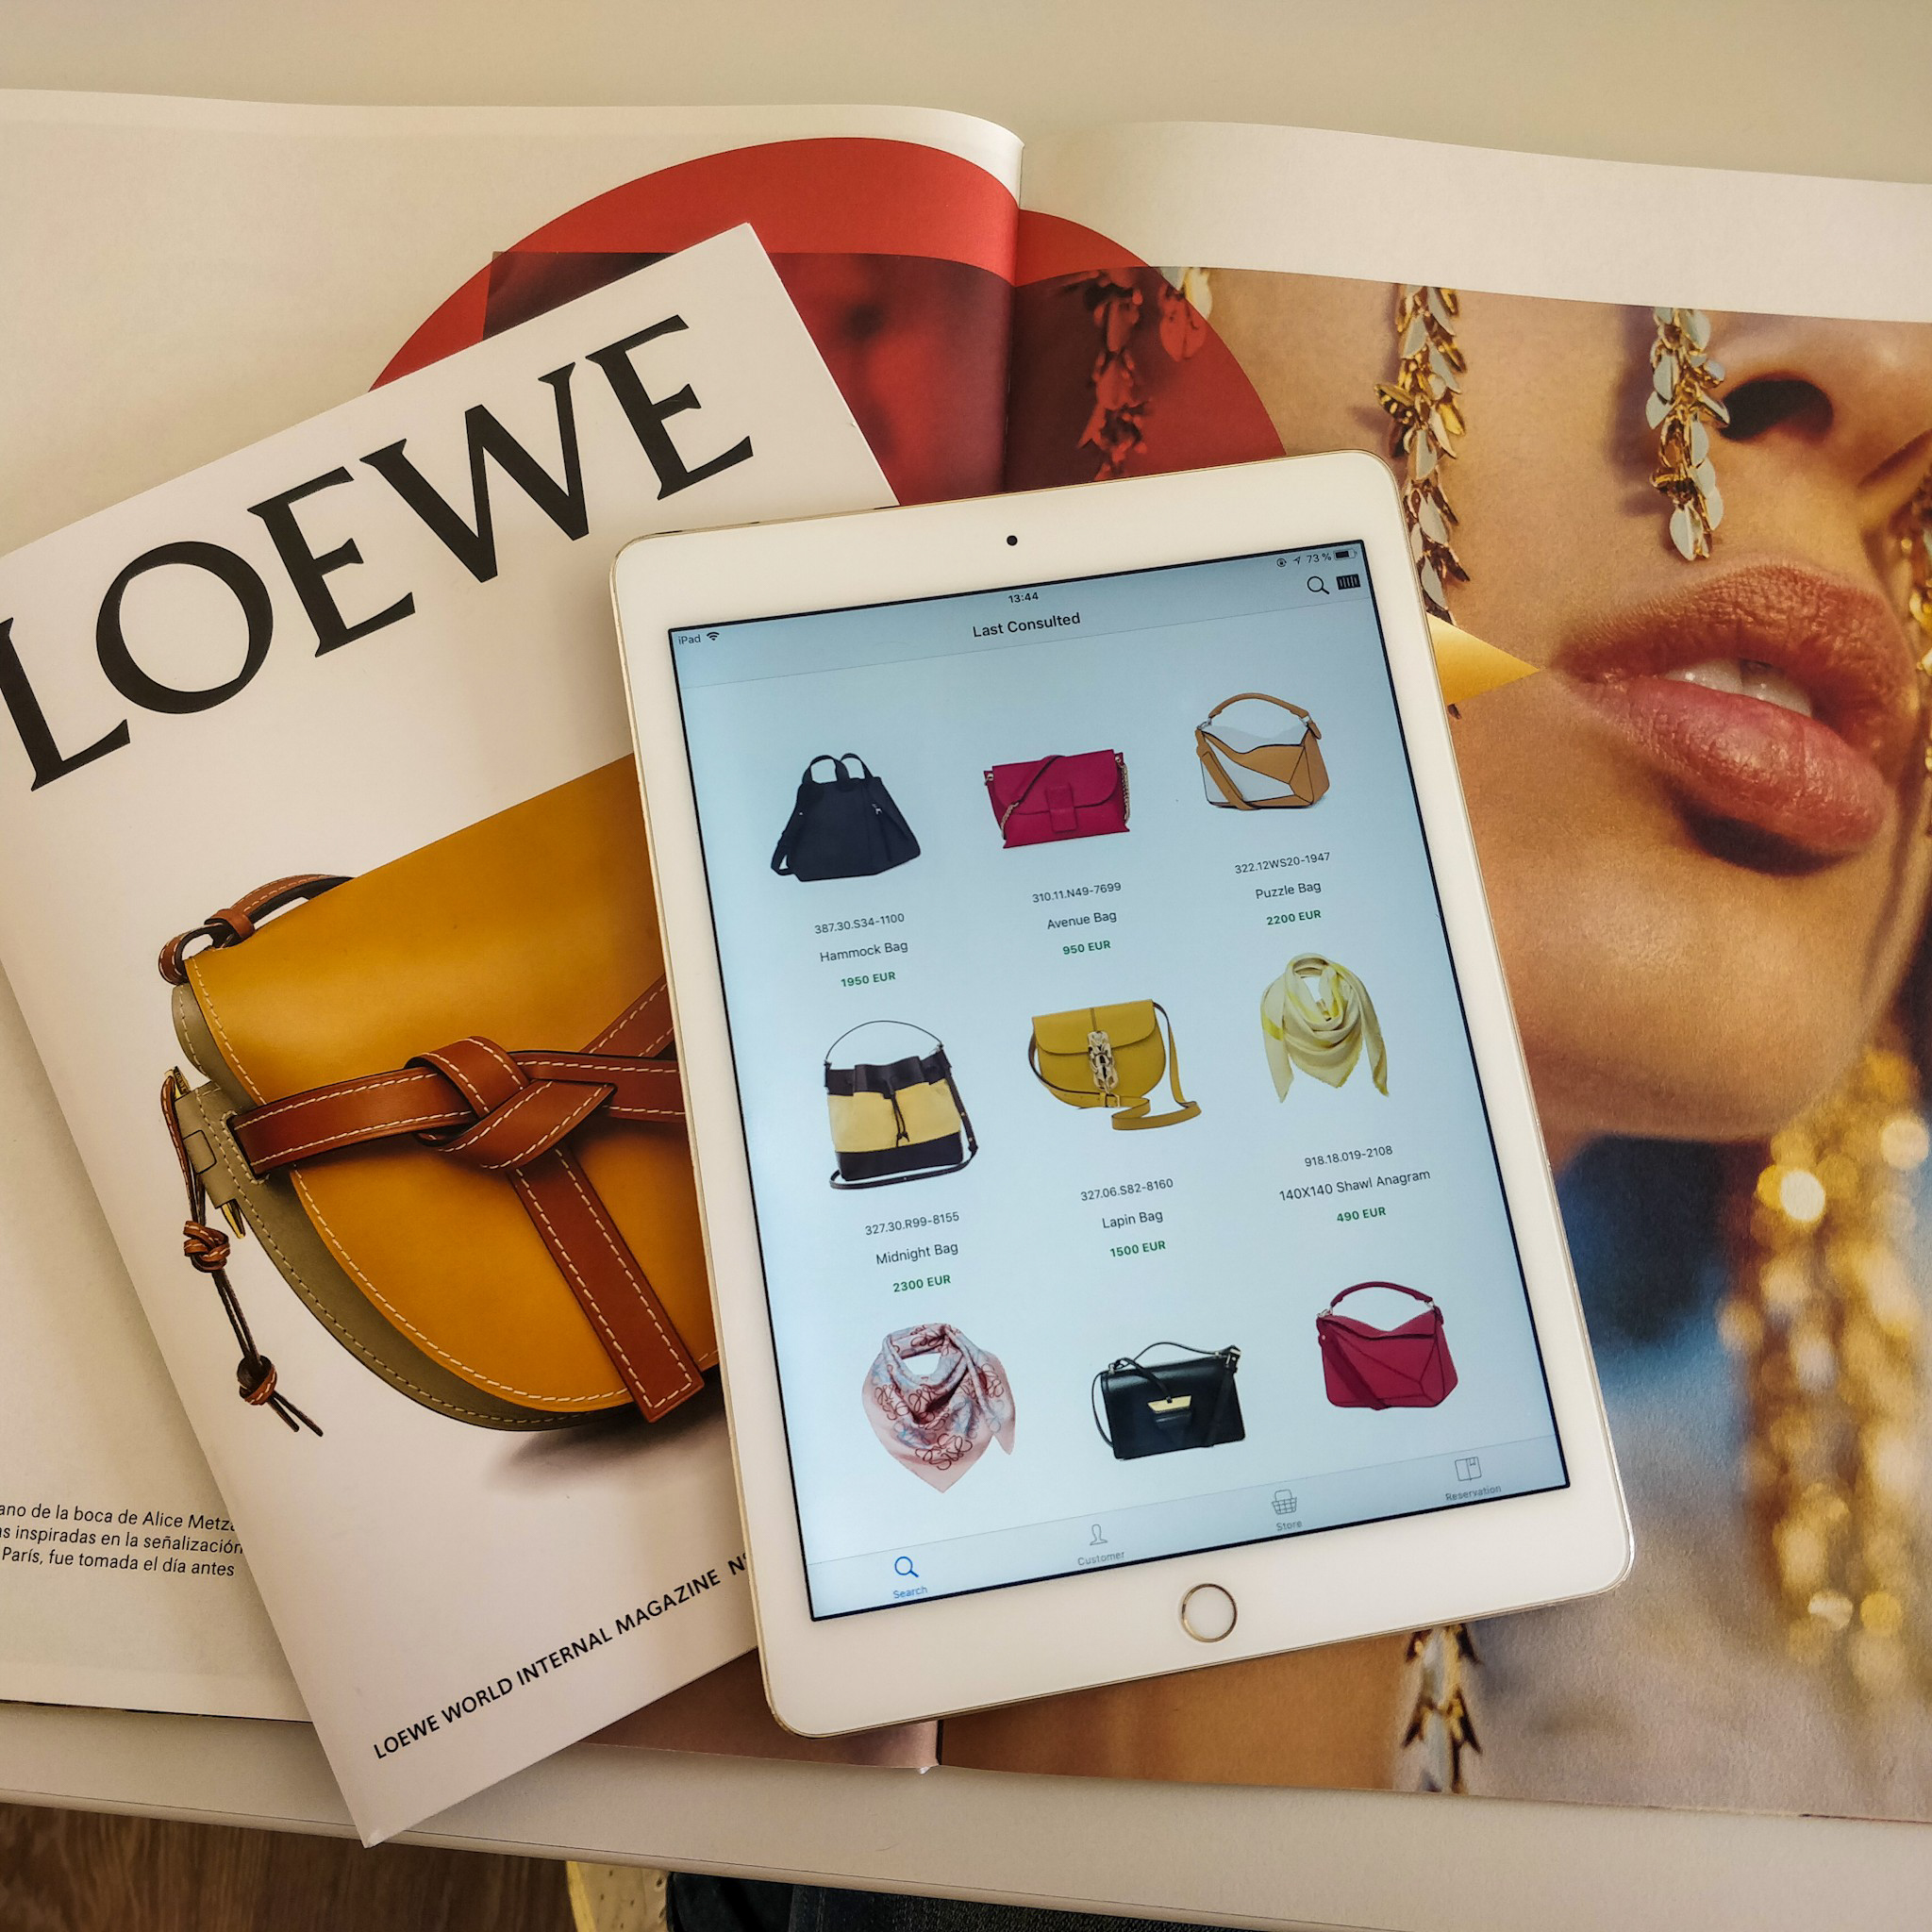 LOEWE
ano de la boca de Alice Metza
as inspiradas en la señalización
París, fue tomada el día antes
LOEWE WORLD INTERNAL MAGAZINE
iPad
13:44
73 %
Last Consulted
387.30.S34-1100
Hammock Bag
1950 EUR
310.11.N49-7699
Avenue Bag
950 EUR
322.12WS20-1947
Puzzle Bag
2200 EUR
327.30.R99-8155
Midnight Bag
2300 EUR
327.06.S82-8160
Lapin Bag
1500 EUR
918.18.019-2108
140X140 Shawl Anagram
490 EUR
Search
Customer
Store
Reservation